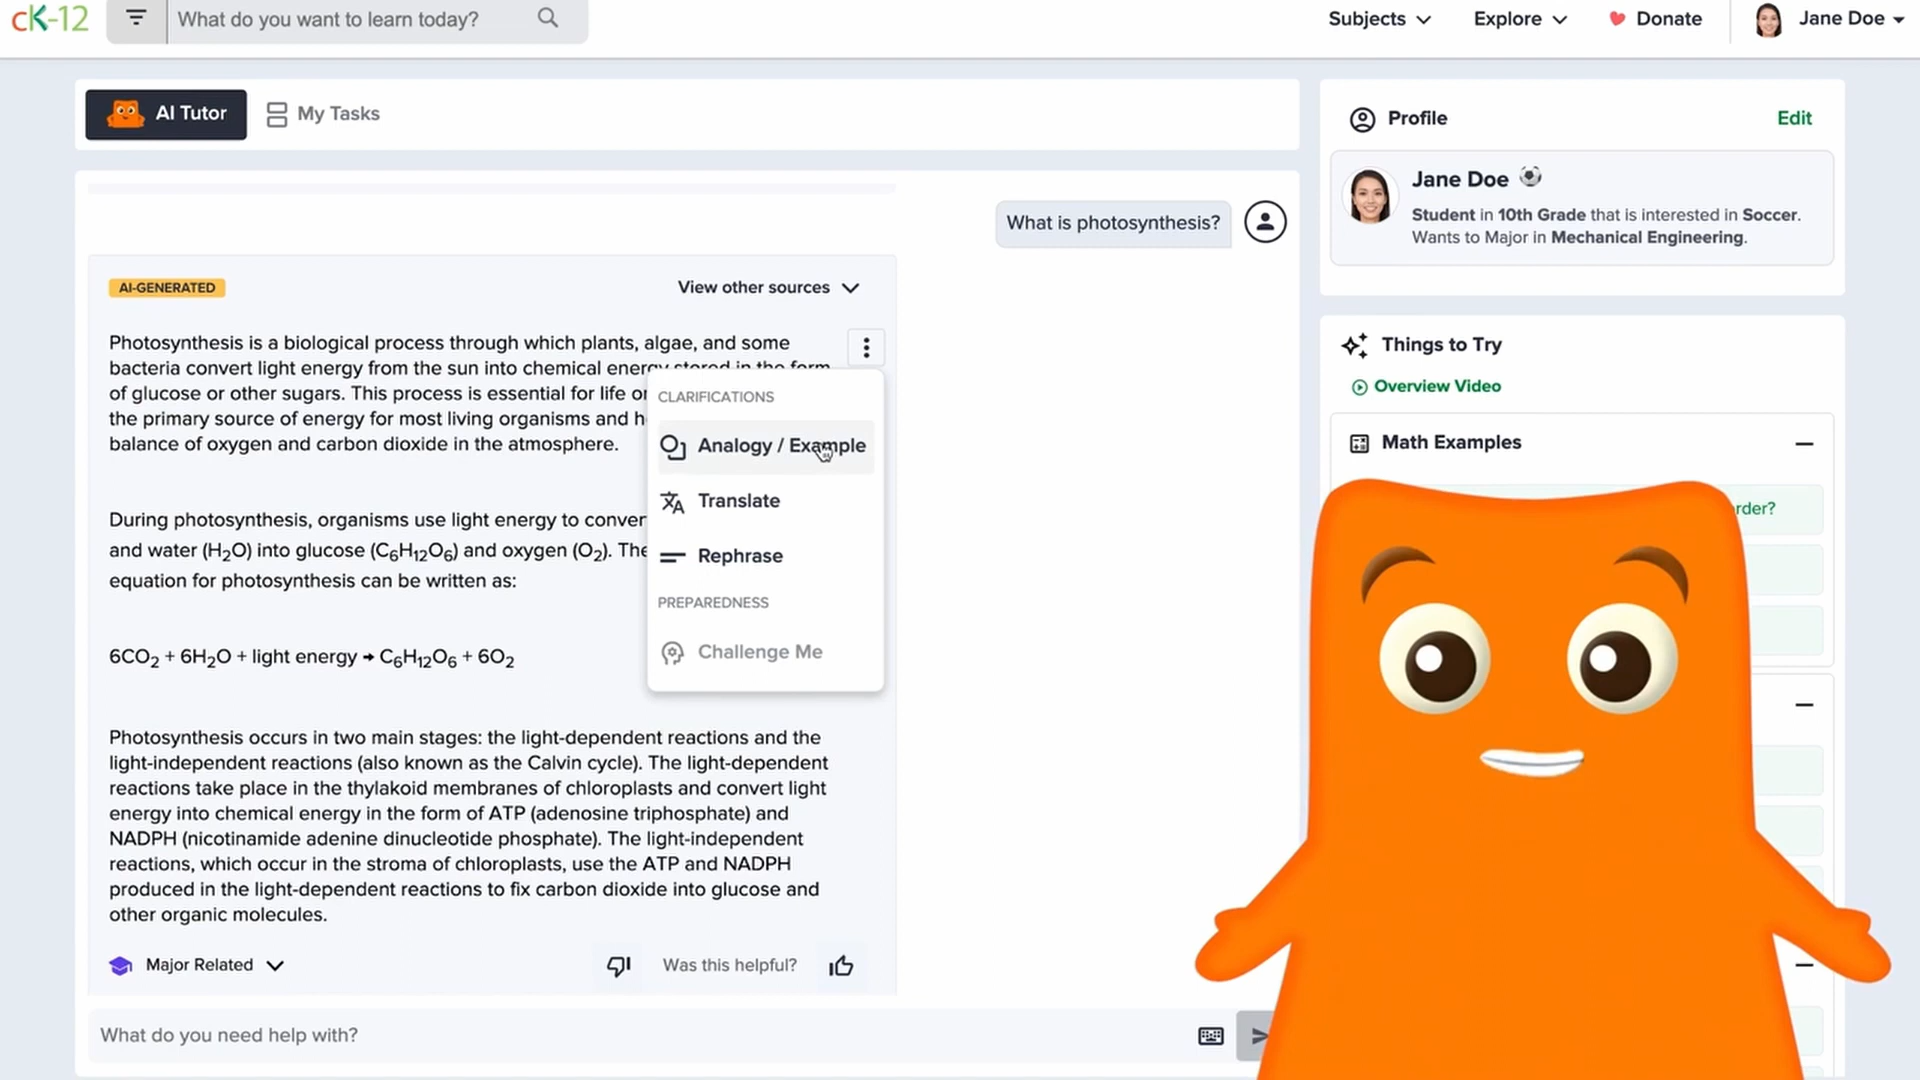 cK-12
What do you want to learn today?
Subjects
Explore
Donate
Jane Doe
AI Tutor
My Tasks
Profile
Edit
Jane Doe
Student in 10th Grade that is interested in Soccer.
Wants to Major in Mechanical Engineering.
What is photosynthesis?
AI-GENERATED
View other sources
Photosynthesis is a biological process through which plants, algae, and some
bacteria convert light energy from the sun into chemical energy stored in the form
of glucose or other sugars. This process is essential for life
the primary source of energy for most living organisms and
balance of oxygen and carbon dioxide in the atmosphere.
During photosynthesis, organisms use light energy to
and water (H₂O) into glucose (C₆H₁₂O₆) and oxygen (O₂). The
equation for photosynthesis can be written as:
6CO₂ + 6H₂O + light energy → C₆H₁₂O₆ + 6O₂
Photosynthesis occurs in two main stages: the light-dependent reactions and the
light-independent reactions (also known as the Calvin cycle). The light-dependent
reactions take place in the thylakoid membranes of chloroplasts and convert light
energy into chemical energy in the form of ATP (adenosine triphosphate) and
NADPH (nicotinamide adenine dinucleotide phosphate). The light-independent
reactions, which occur in the stroma of chloroplasts, use the ATP and NADPH
produced in the light-dependent reactions to fix carbon dioxide into glucose and
other organic molecules.
CLARIFICATIONS
Analogy / Example
Translate
Rephrase
PREPAREDNESS
Challenge Me
Major Related
Was this helpful?
What do you need help with?
Things to Try
Overview Video
Math Examples